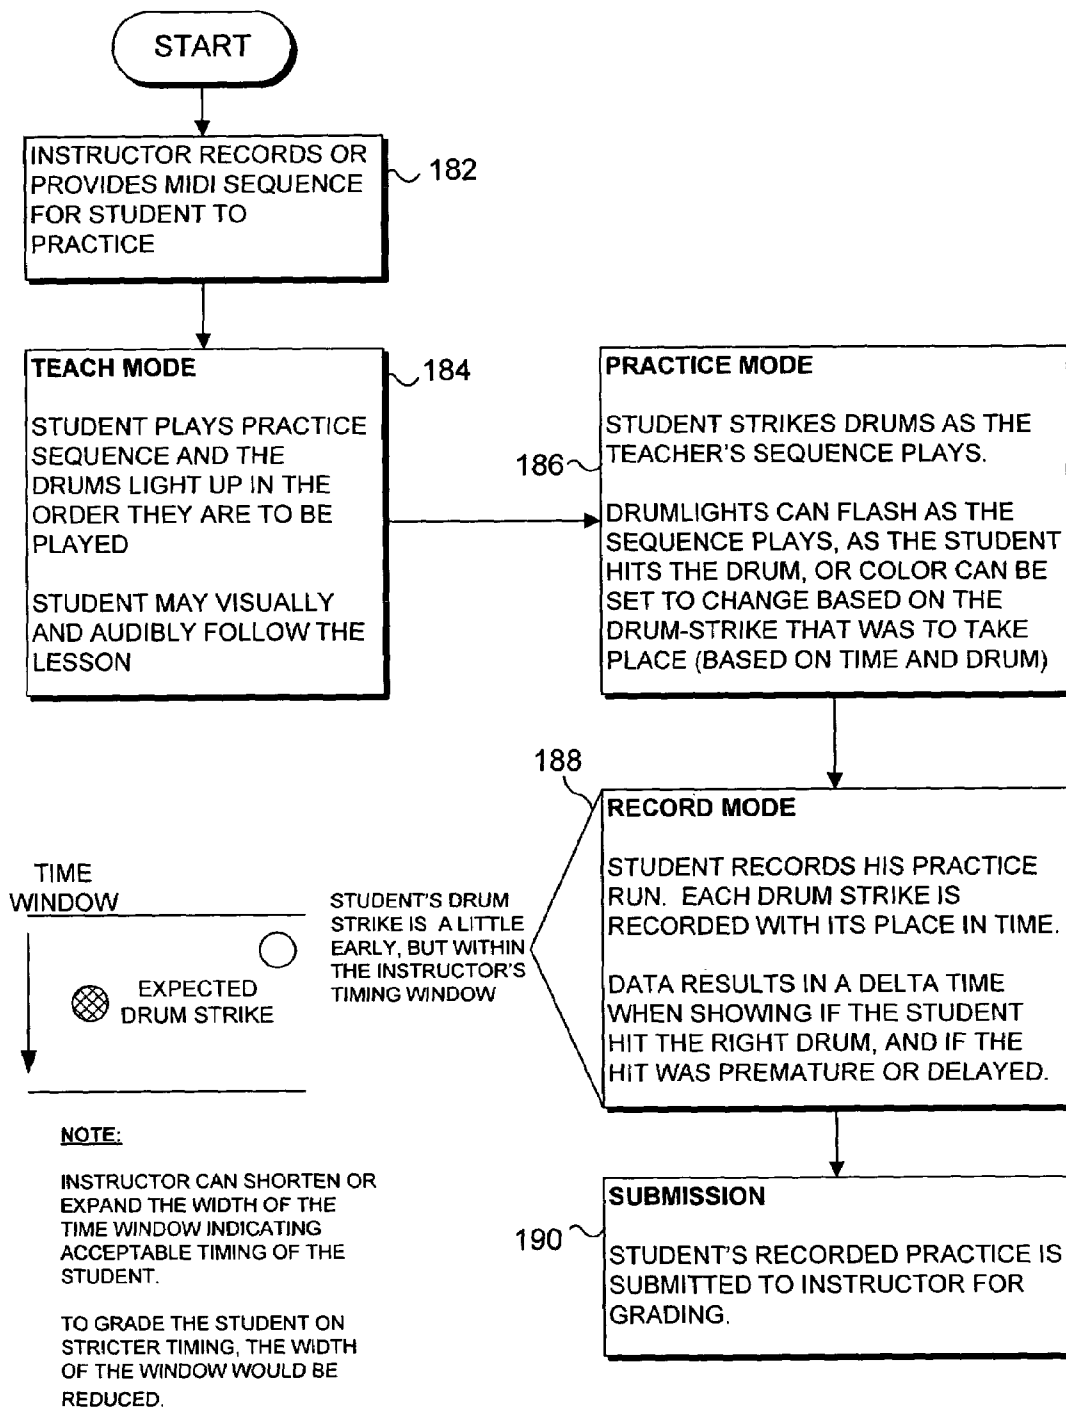 START
INSTRUCTOR RECORDS OR
PROVIDES MIDI SEQUENCE
FOR STUDENT TO
PRACTICE
182
TEACH MODE
STUDENT PLAYS PRACTICE
SEQUENCE AND THE
DRUMS LIGHT UP IN THE
ORDER THEY ARE TO BE
PLAYED
STUDENT MAY VISUALLY
AND AUDIBLY FOLLOW THE
LESSON
184
PRACTICE MODE
STUDENT STRIKES DRUMS AS THE
TEACHER'S SEQUENCE PLAYS.
DRUMLIGHTS CAN FLASH AS THE
SEQUENCE PLAYS, AS THE STUDENT
HITS THE DRUM, OR COLOR CAN BE
SET TO CHANGE BASED ON THE
DRUM-STRIKE THAT WAS TO TAKE
PLACE (BASED ON TIME AND DRUM)
186
188
RECORD MODE
STUDENT RECORDS HIS PRACTICE
RUN. EACH DRUM STRIKE IS
RECORDED WITH ITS PLACE IN TIME.
DATA RESULTS IN A DELTA TIME
WHEN SHOWING IF THE STUDENT
HIT THE RIGHT DRUM, AND IF THE
HIT WAS PREMATURE OR DELAYED.
TIME
WINDOW
EXPECTED
DRUM STRIKE
STUDENT'S DRUM
STRIKE IS A LITTLE
EARLY, BUT WITHIN
THE INSTRUCTOR'S
TIMING WINDOW
NOTE:
INSTRUCTOR CAN SHORTEN OR
EXPAND THE WIDTH OF THE
TIME WINDOW INDICATING
ACCEPTABLE TIMING OF THE
STUDENT.
TO GRADE THE STUDENT ON
STRICTER TIMING, THE WIDTH
OF THE WINDOW WOULD BE
REDUCED.
190
SUBMISSION
STUDENT'S RECORDED PRACTICE IS
SUBMITTED TO INSTRUCTOR FOR
GRADING.